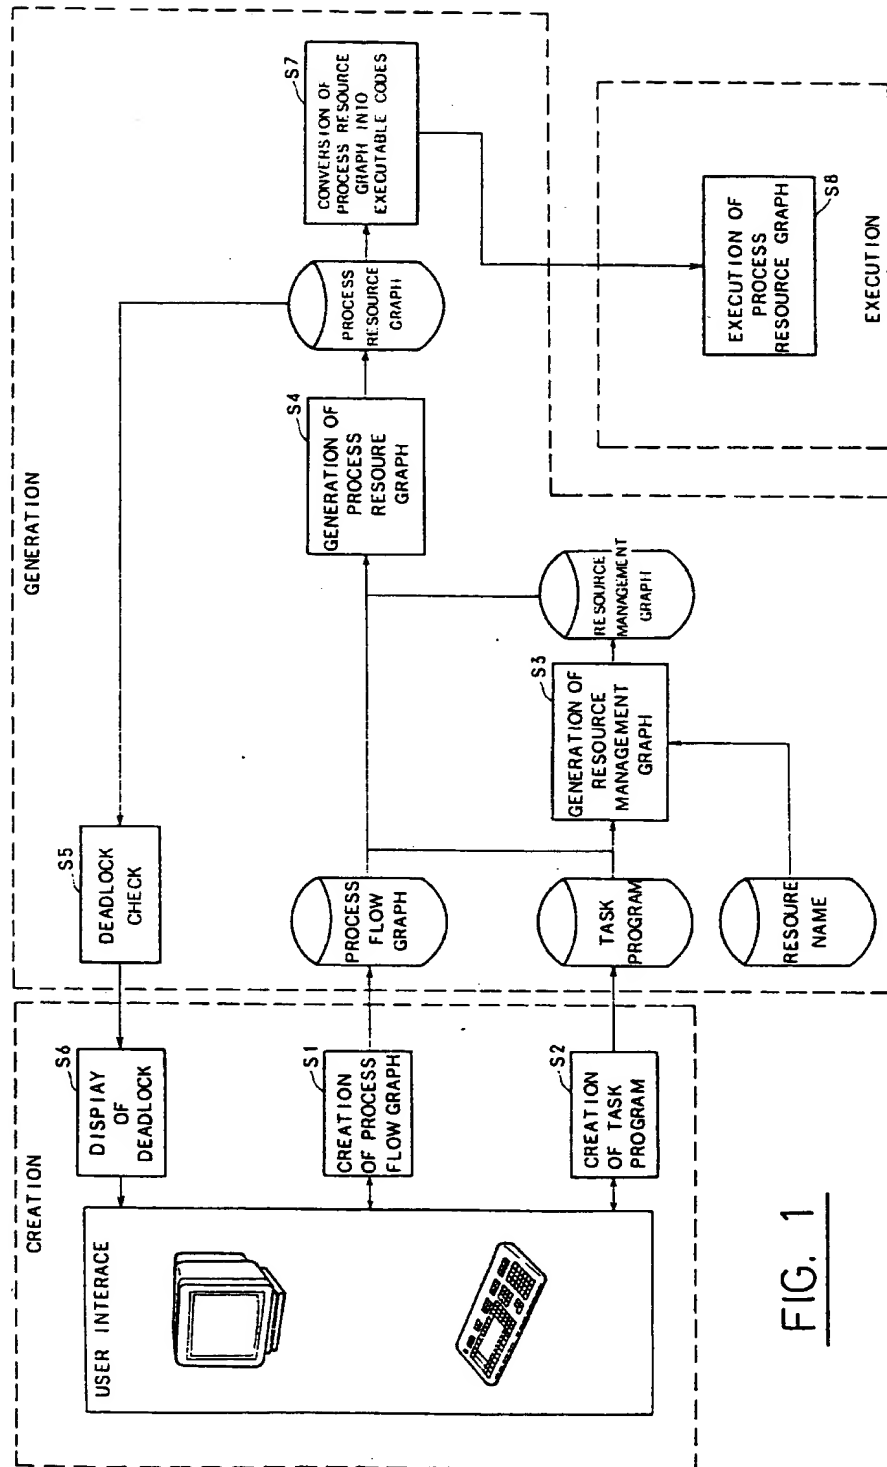 CREATION
USER INTERACE
S6
DISPLAY
OF
DEADLOCK
S1
CREATION
OF PROCESS
FLOW GRAPH
S2
CREATION
OF TASK
PROGRAM
GENERATION
S5
DEADLOCK
CHECK
PROCESS
FLOW
GRAPH
TASK
PROGRAM
RESOURE
NAME
S3
GENERATION OF
RESOURCE
MANAGEMENT
GRAPH
RESOURCE
MANAGEMENT
GRAPH
S4
GENERATION OF
PROCESS
RESOURE
GRAPH
PROCESS
RESOURCE
GRAPH
S7
CONVERSION OF
PROCESS RESOURCE
GRAPH INTO
EXECUTABLE CODES
S8
EXECUTION OF
PROCESS
RESOURCE GRAPH
EXECUTION
FIG. 1